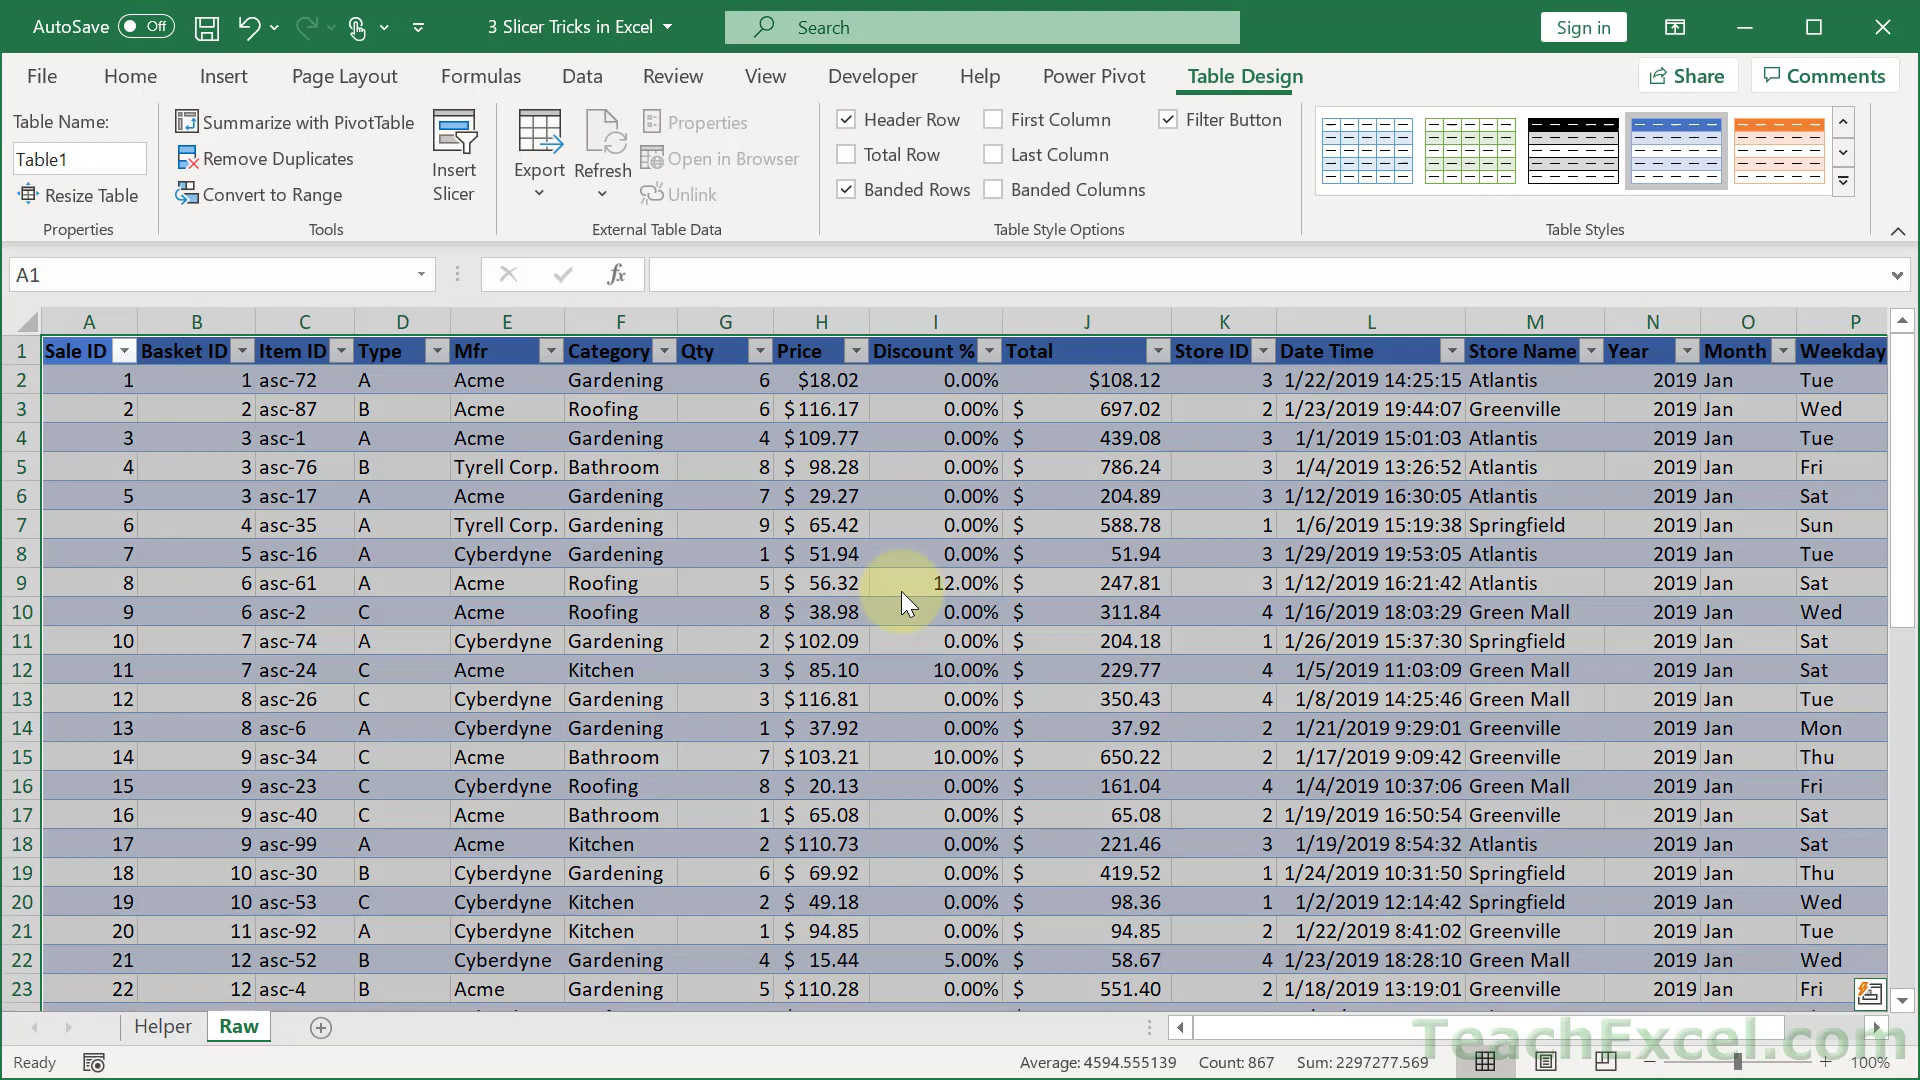 AutoSave Off 3 Slicer Tricks in Excel Search Sign in
File Home Insert Page Layout Formulas Data Review View Developer Help Power Pivot Table Design Share Comments
Table Name:
Table1
Resize Table
Properties
Summarize with PivotTable
Remove Duplicates
Convert to Range
Tools
Insert Slicer
Export Refresh
Properties
Open in Browser
Unlink
External Table Data
Header Row First Column Filter Button
Total Row Last Column
Banded Rows Banded Columns
Table Style Options
Table Styles
A1 fx
A B C D E F G H I J K L M N O P
1 Sale ID Basket ID Item ID Type Mfr Category Qty Price Discount % Total Store ID Date Time Store Name Year Month Weekday
2 1 1 asc-72 A Acme Gardening 6 $18.02 0.00% $108.12 3 1/22/2019 14:25:15 Atlantis 2019 Jan Tue
3 2 2 asc-87 B Acme Roofing 6 $116.17 0.00% $ 697.02 2 1/23/2019 19:44:07 Greenville 2019 Jan Wed
4 3 3 asc-1 A Acme Gardening 4 $109.77 0.00% $ 439.08 3 1/1/2019 15:01:03 Atlantis 2019 Jan Tue
5 4 3 asc-76 B Tyrell Corp. Bathroom 8 $ 98.28 0.00% $ 786.24 3 1/4/2019 13:26:52 Atlantis 2019 Jan Fri
6 5 3 asc-17 A Acme Gardening 7 $ 29.27 0.00% $ 204.89 3 1/12/2019 16:30:05 Atlantis 2019 Jan Sat
7 6 4 asc-35 A Tyrell Corp. Gardening 9 $ 65.42 0.00% $ 588.78 1 1/6/2019 15:19:38 Springfield 2019 Jan Sun
8 7 5 asc-16 A Cyberdyne Gardening 1 $ 51.94 0.00% $ 51.94 3 1/29/2019 19:53:05 Atlantis 2019 Jan Tue
9 8 6 asc-61 A Acme Roofing 5 $ 56.32 12.00% $ 247.81 3 1/12/2019 16:21:42 Atlantis 2019 Jan Sat
10 9 6 asc-2 C Acme Roofing 8 $ 38.98 0.00% $ 311.84 4 1/16/2019 18:03:29 Green Mall 2019 Jan Wed
11 10 7 asc-74 A Cyberdyne Gardening 2 $102.09 0.00% $ 204.18 1 1/26/2019 15:37:30 Springfield 2019 Jan Sat
12 11 7 asc-24 C Acme Kitchen 3 $ 85.10 10.00% $ 229.77 4 1/5/2019 11:03:09 Green Mall 2019 Jan Sat
13 12 8 asc-26 C Cyberdyne Gardening 3 $116.81 0.00% $ 350.43 4 1/8/2019 14:25:46 Green Mall 2019 Jan Tue
14 13 8 asc-6 A Cyberdyne Gardening 1 $ 37.92 0.00% $ 37.92 2 1/21/2019 9:29:01 Greenville 2019 Jan Mon
15 14 9 asc-34 C Acme Bathroom 7 $103.21 10.00% $ 650.22 2 1/17/2019 9:09:42 Greenville 2019 Jan Thu
16 15 9 asc-23 C Cyberdyne Roofing 8 $ 20.13 0.00% $ 161.04 4 1/4/2019 10:37:06 Green Mall 2019 Jan Fri
17 16 9 asc-40 C Acme Bathroom 1 $ 65.08 0.00% $ 65.08 2 1/19/2019 16:50:54 Greenville 2019 Jan Sat
18 17 9 asc-99 A Acme Kitchen 2 $110.73 0.00% $ 221.46 3 1/19/2019 8:54:32 Atlantis 2019 Jan Sat
19 18 10 asc-30 B Cyberdyne Gardening 6 $ 69.92 0.00% $ 419.52 1 1/24/2019 10:31:50 Springfield 2019 Jan Thu
20 19 10 asc-53 C Cyberdyne Kitchen 2 $ 49.18 0.00% $ 98.36 1 1/2/2019 12:14:42 Springfield 2019 Jan Wed
21 20 11 asc-92 A Cyberdyne Kitchen 1 $ 94.85 0.00% $ 94.85 2 1/22/2019 8:41:02 Greenville 2019 Jan Tue
22 21 12 asc-52 B Cyberdyne Gardening 4 $ 15.44 5.00% $ 58.67 4 1/23/2019 18:28:10 Green Mall 2019 Jan Wed
23 22 12 asc-4 B Acme Gardening 5 $110.28 0.00% $ 551.40 2 1/18/2019 13:19:01 Greenville 2019 Jan Fri
Helper Raw
TeachExcel.com
Ready Average: 4594.555139 Count: 867 Sum: 2297277.569 100%